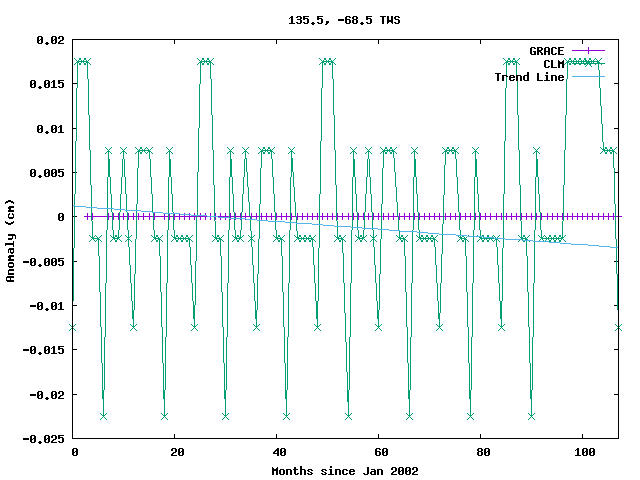 135.5, -68.5 TWS
GRACE
CLM
Trend Line
0.02
0.015
0.01
0.005
0
-0.005
-0.01
-0.015
-0.02
-0.025
Anomaly (cm)
0 20 40 60 80 100
Months since Jan 2002